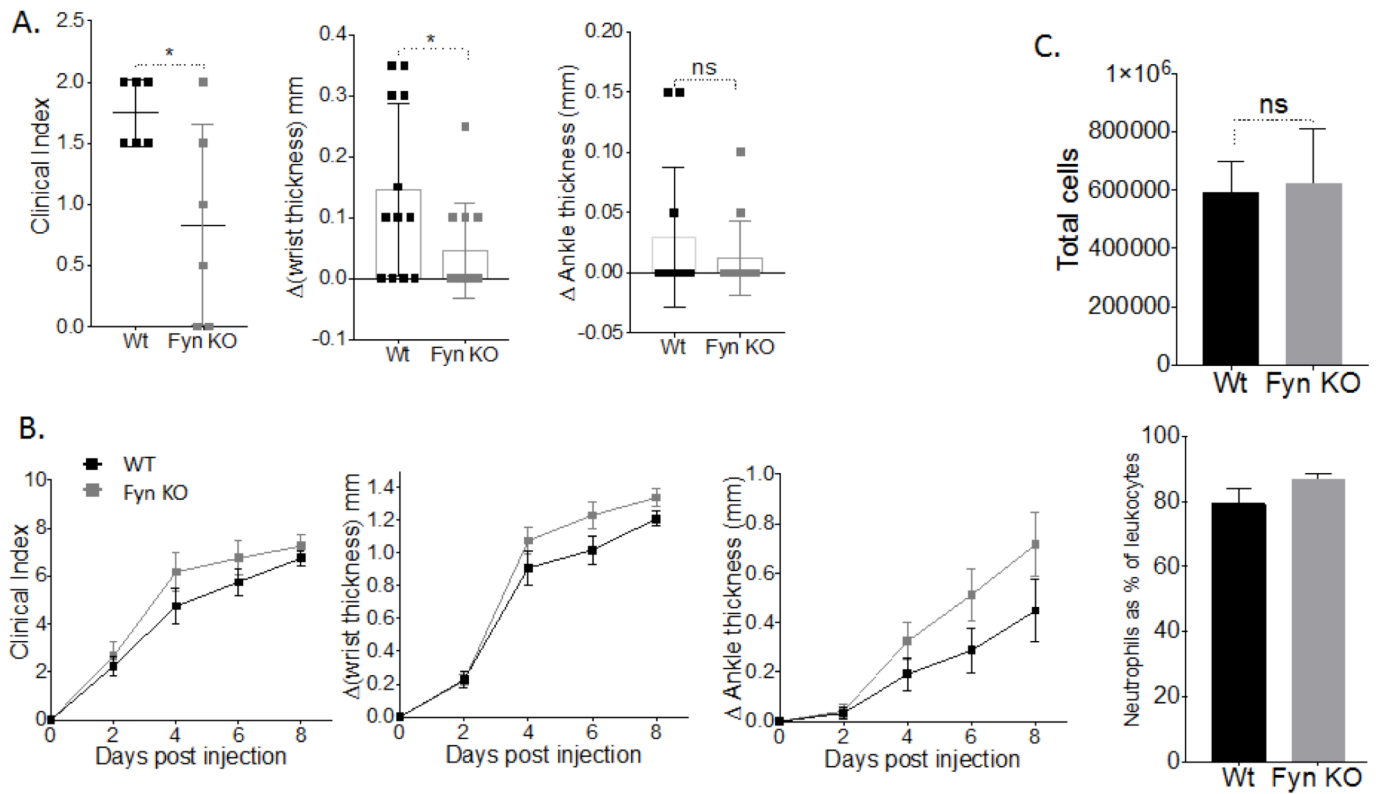 A.
Clinical Index
2.5
2.0
1.5
1.0
0.5
0.0
*
Wt Fyn KO
Δ(wrist thickness) mm
0.4
0.3
0.2
0.1
0.0
-0.1
*
Wt Fyn KO
Δ Ankle thickness (mm)
0.20
0.15
0.10
0.05
0.00
-0.05
ns
Wt Fyn KO
C.
Total cells
1×10⁶
800000
600000
400000
200000
0
ns
Wt Fyn KO
B.
WT
Fyn KO
Clinical Index
10
8
6
4
2
0
0 2 4 6 8
Days post injection
Δ(wrist thickness) mm
1.4
1.2
1.0
0.8
0.6
0.4
0.2
0.0
0 2 4 6 8
Days post injection
Δ Ankle thickness (mm)
1.0
0.8
0.6
0.4
0.2
0.0
0 2 4 6 8
Days post injection
Neutrophils as % of leukocytes
100
80
60
40
20
0
Wt Fyn KO